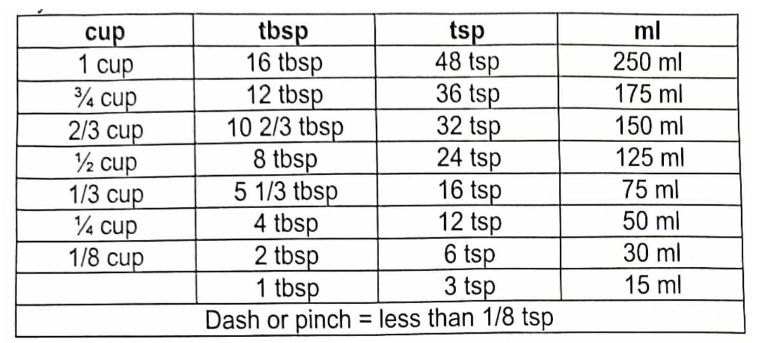 cup tbsp tsp ml
1 cup 16 tbsp 48 tsp 250 ml
¾ cup 12 tbsp 36 tsp 175 ml
2/3 cup 10 2/3 tbsp 32 tsp 150 ml
½ cup 8 tbsp 24 tsp 125 ml
1/3 cup 5 1/3 tbsp 16 tsp 75 ml
¼ cup 4 tbsp 12 tsp 50 ml
1/8 cup 2 tbsp 6 tsp 30 ml
1 tbsp 3 tsp 15 ml
Dash or pinch = less than 1/8 tsp